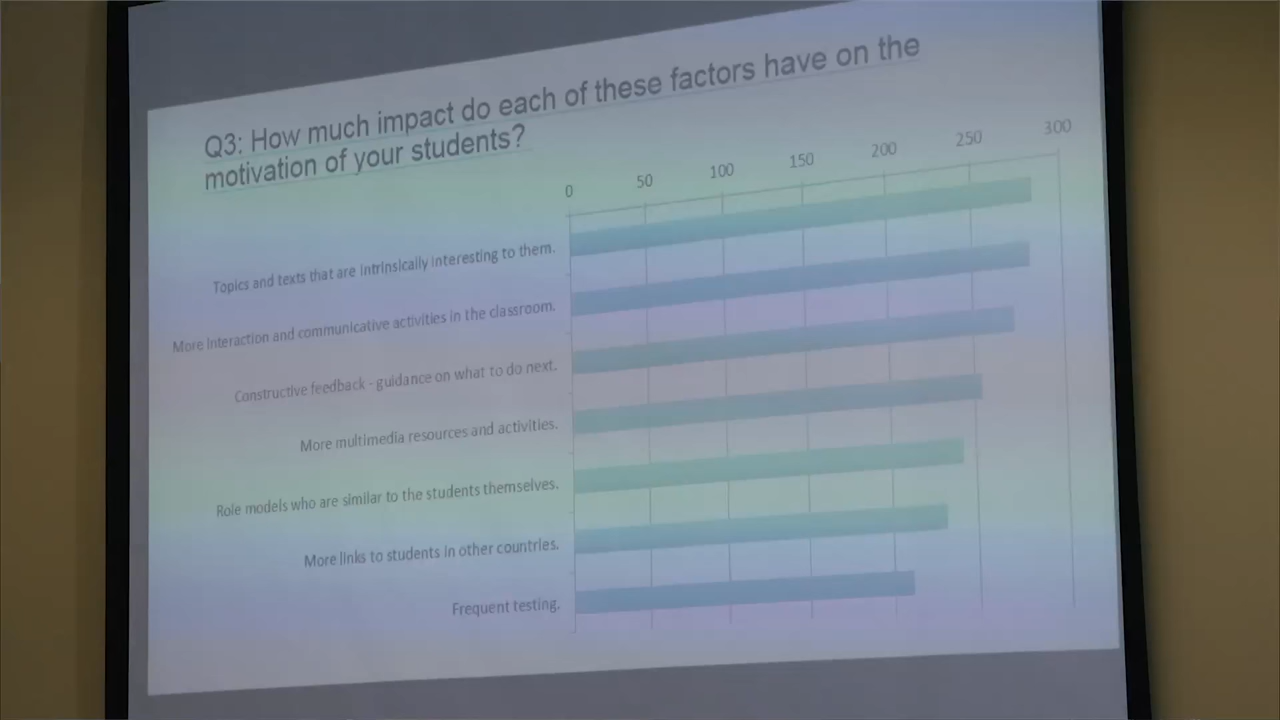 Q3: How much impact do each of these factors have on the
motivation of your students?
0 50 100 150 200 250 300
Topics and texts that are intrinsically interesting to them.
More interaction and communicative activities in the classroom.
Constructive feedback - guidance on what to do next.
More multimedia resources and activities.
Role models who are similar to the students themselves.
More links to students in other countries.
Frequent testing.